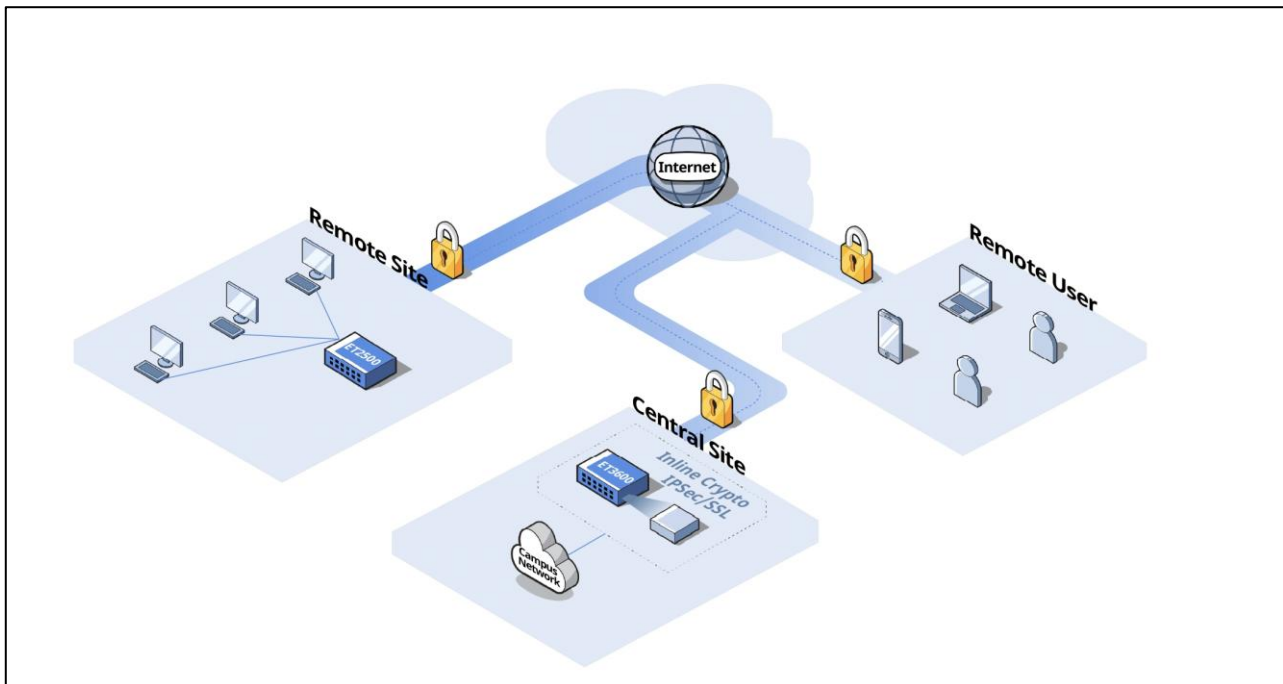 Internet
Remote Site
ET2500
Remote User
Central Site
ET3600
Inline Crypto
IPSec/SSL
Campus
Network